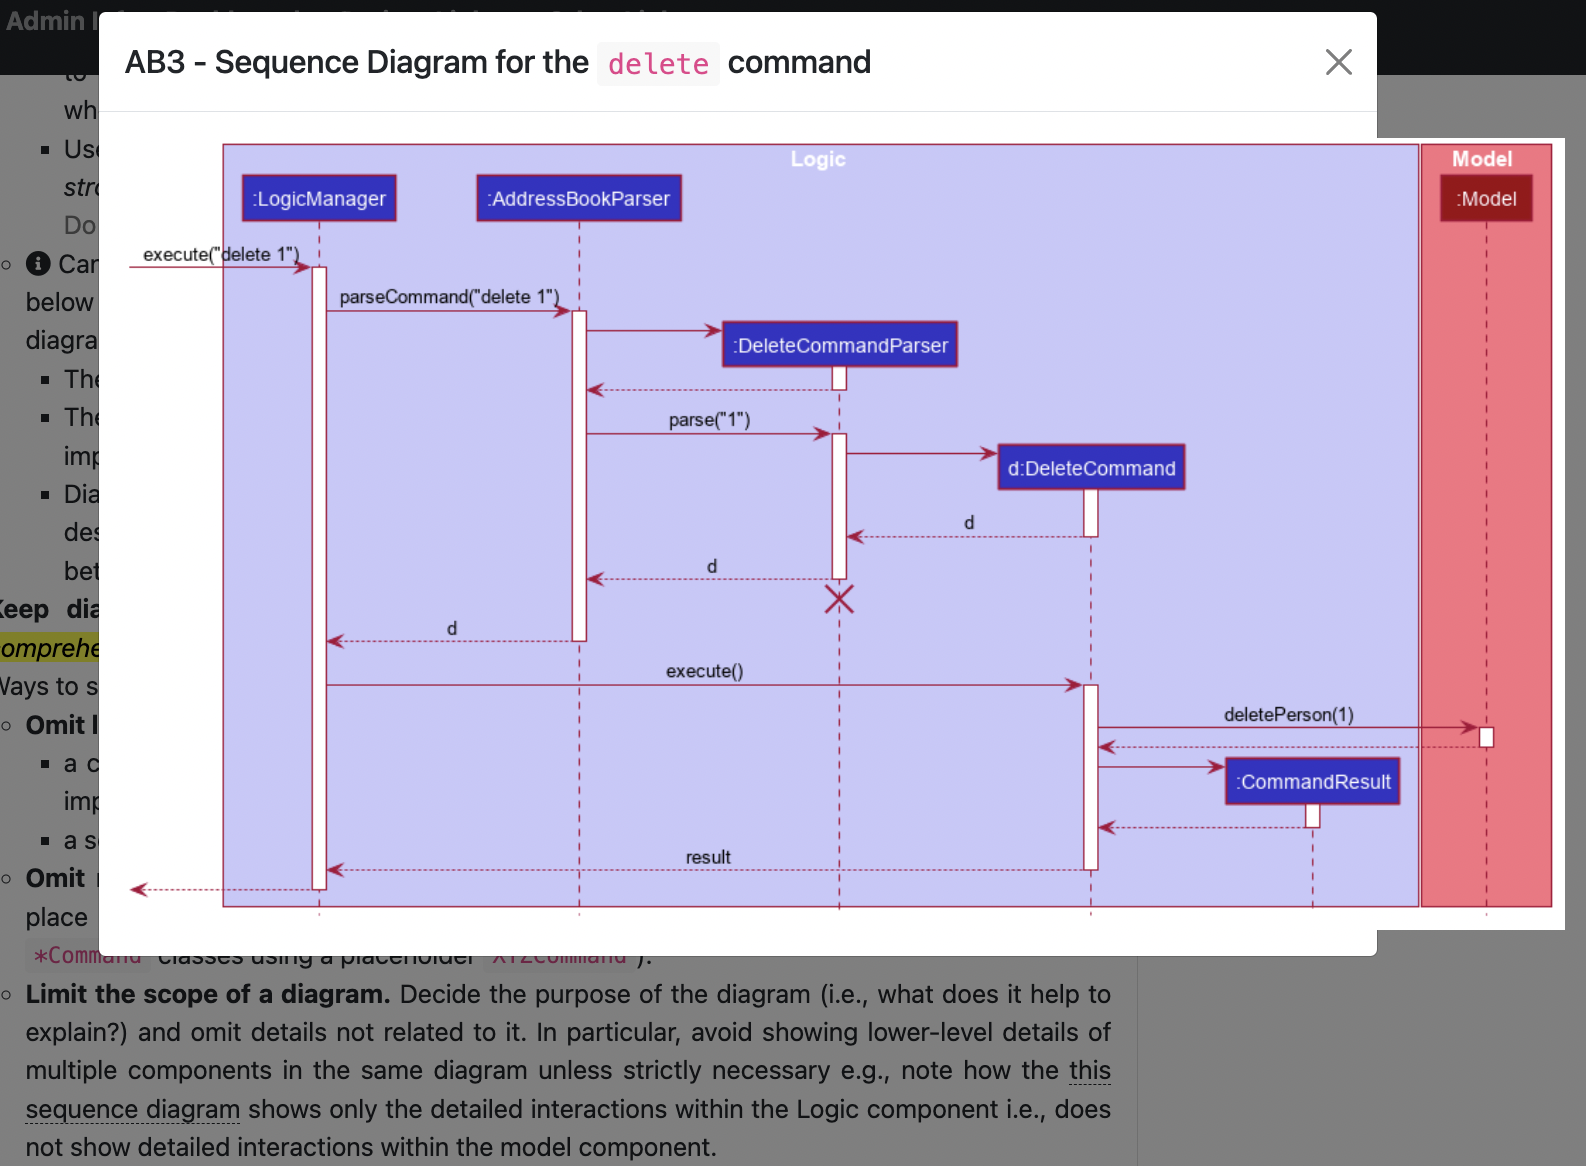 Admin
AB3 - Sequence Diagram for the delete command
to
wh
Use
Do
Can
below
diagra
The
The
imp
Dia
des
bet
Keep dia
comprehe
Ways to s
Omit l
a c
imp
a s
Omit
place
Logic
Model
:LogicManager
:AddressBookParser
:Model
execute("delete 1")
parseCommand("delete 1")
:DeleteCommandParser
parse("1")
d:DeleteCommand
d
d
d
execute()
deletePerson(1)
:CommandResult
result
*Command classes using a placeholder XYZCommand ).
Limit the scope of a diagram. Decide the purpose of the diagram (i.e., what does it help to
explain?) and omit details not related to it. In particular, avoid showing lower-level details of
multiple components in the same diagram unless strictly necessary e.g., note how the this
sequence diagram shows only the detailed interactions within the Logic component i.e., does
not show detailed interactions within the model component.